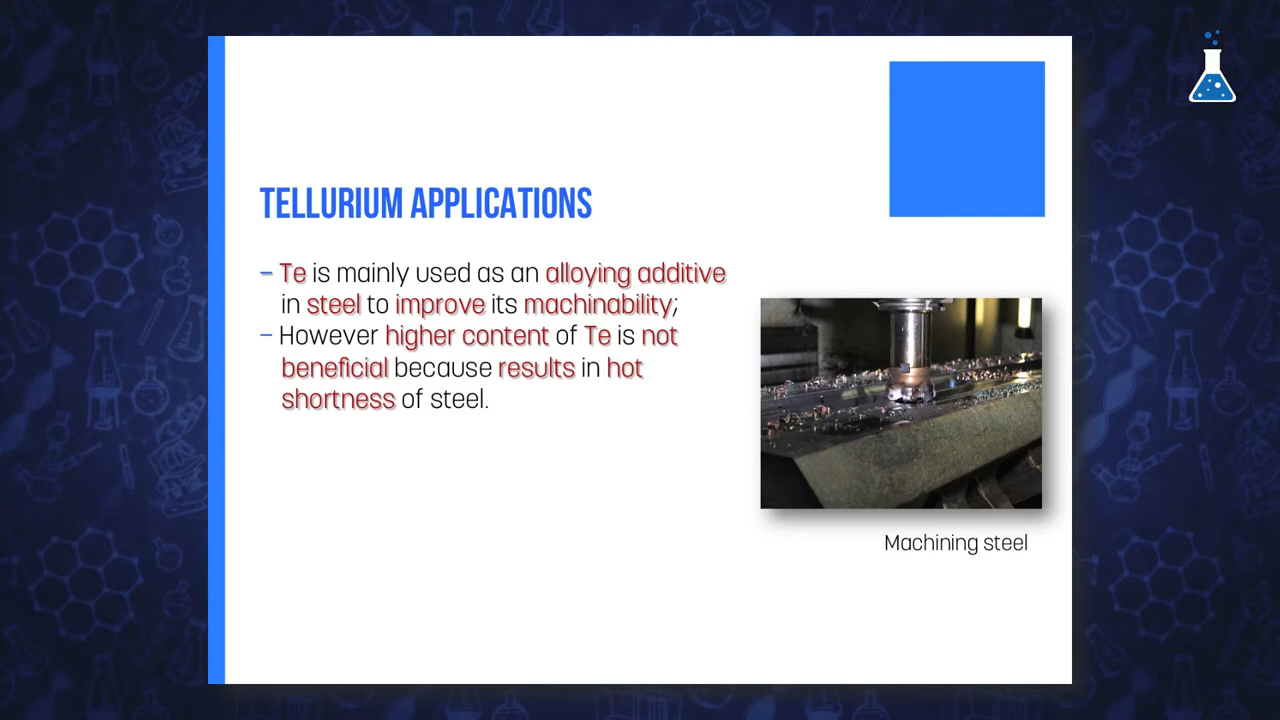 TELLURIUM APPLICATIONS
– Te is mainly used as an alloying additive
in steel to improve its machinability;
– However higher content of Te is not
beneficial because results in hot
shortness of steel.
Machining steel